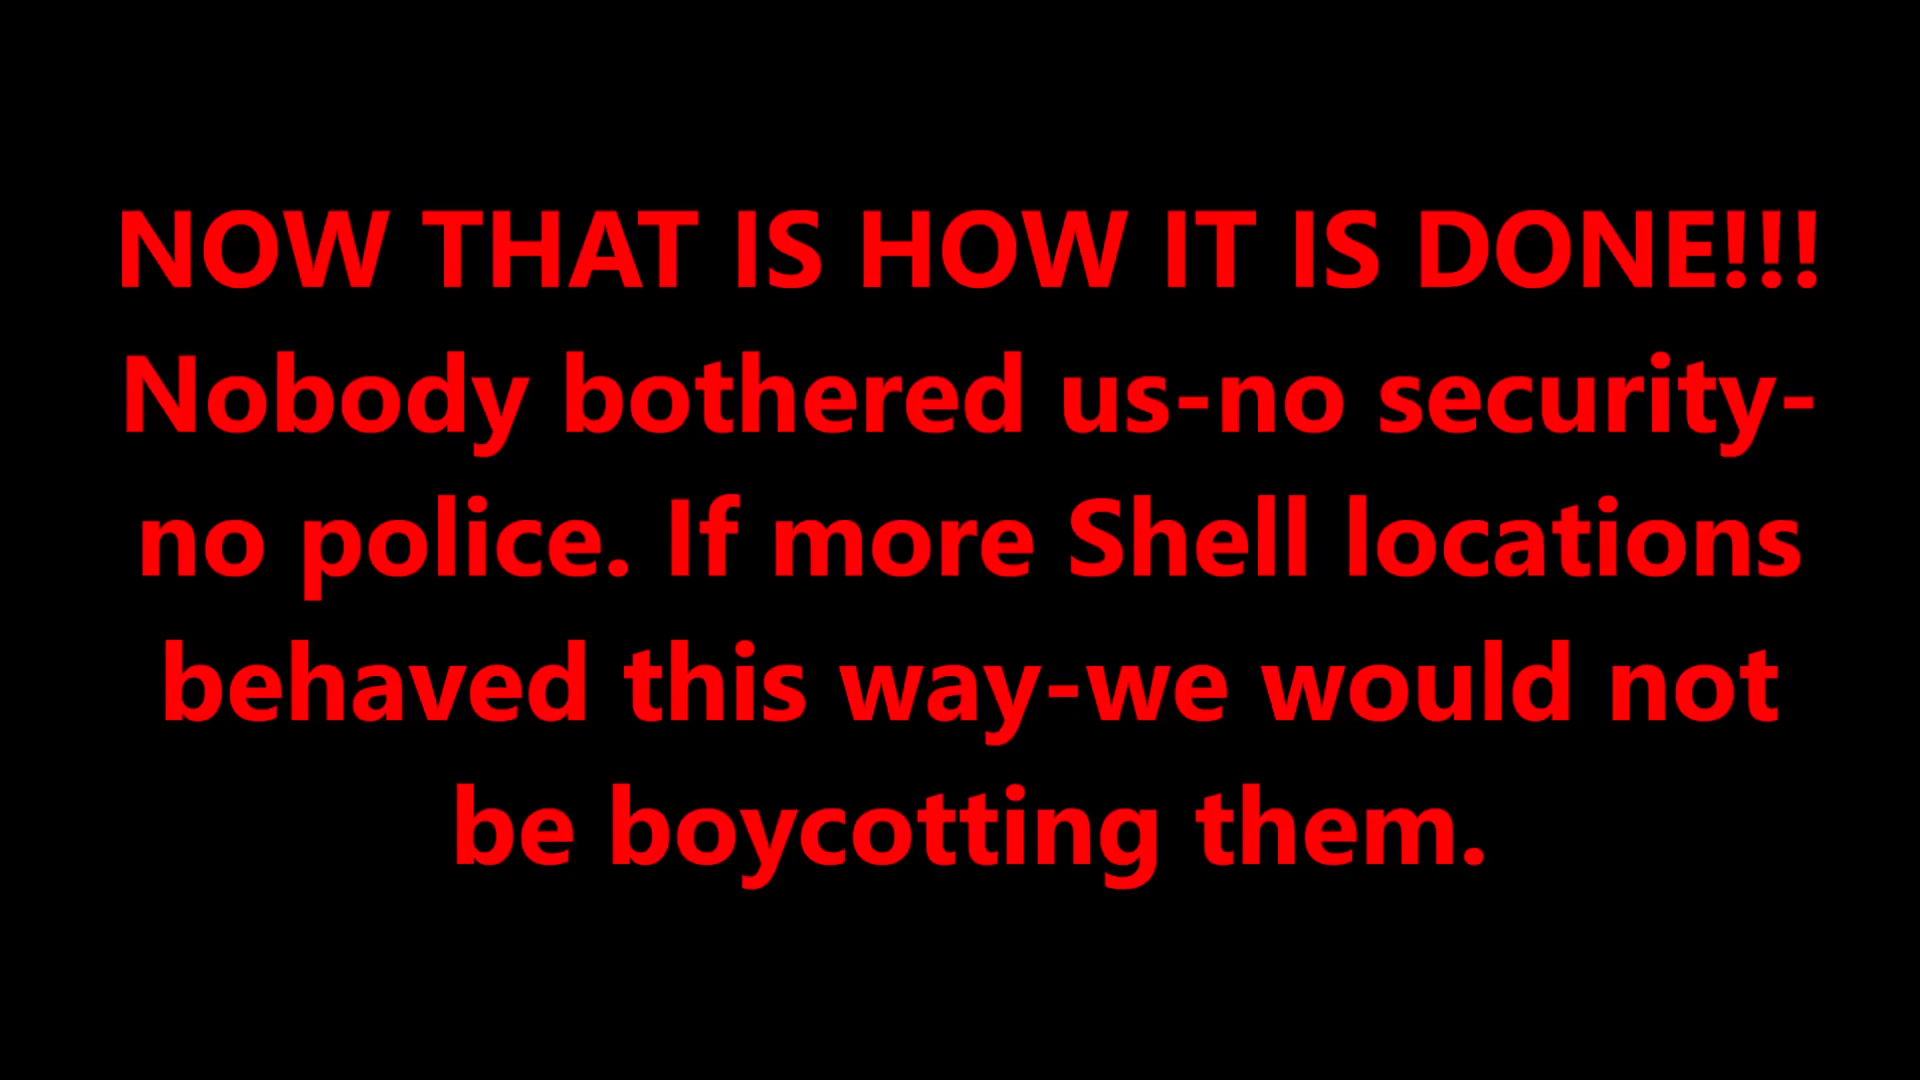 NOW THAT IS HOW IT IS DONE!!!
Nobody bothered us-no security-
no police. If more Shell locations
behaved this way-we would not
be boycotting them.